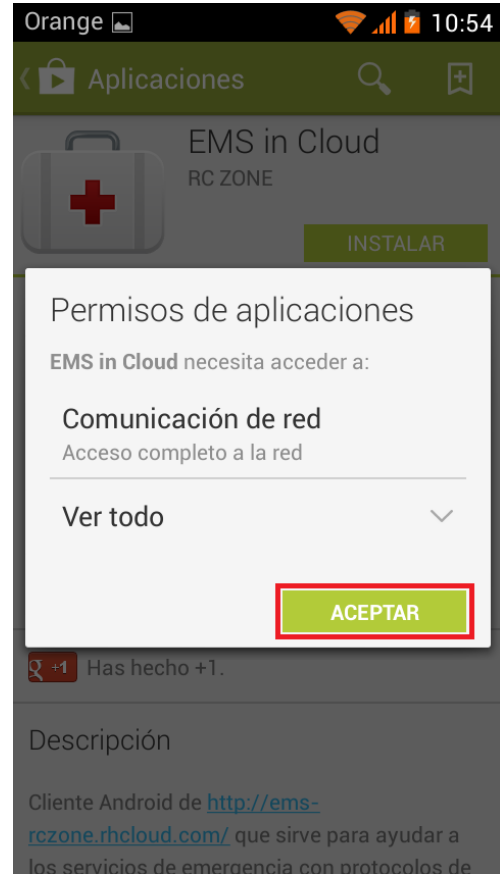 Orange 10:54
Aplicaciones
EMS in Cloud
RC ZONE
INSTALAR
Permisos de aplicaciones
EMS in Cloud necesita acceder a:
Comunicación de red
Acceso completo a la red
Ver todo
ACEPTAR
g +1 Has hecho +1.
Descripción
Cliente Android de http://ems-
rczone.rhcloud.com/ que sirve para ayudar a
los servicios de emergencia con protocolos de